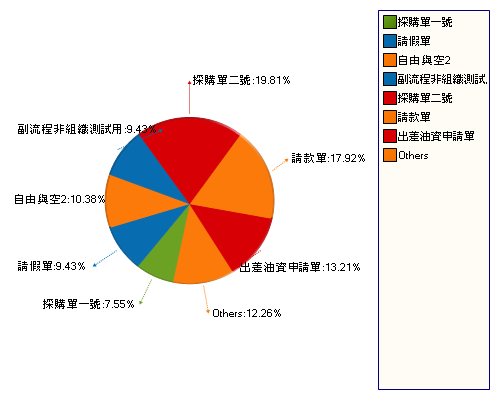 採購單二號:19.81%
副流程非組織測試用:9.43%
請款單:17.92%
自由與空2:10.38%
請假單:9.43%
出差油資申請單:13.21%
採購單一號:7.55%
Others:12.26%
採購單一號
請假單
自由與空2
副流程非組織測試.
採購單二號
請款單
出差油資申請單
Others